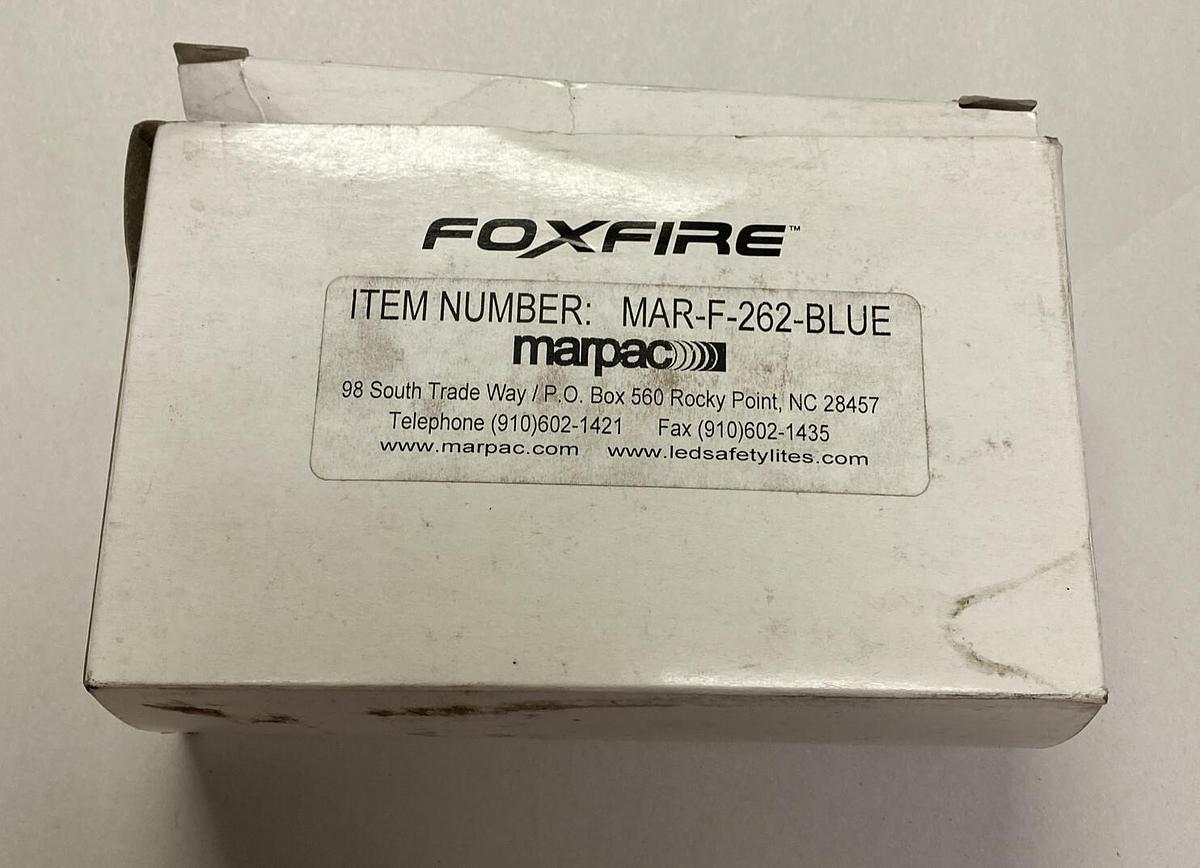 FOXFIRE™
ITEM NUMBER: MAR-F-262-BLUE
marpac
98 South Trade Way / P.O. Box 560 Rocky Point, NC 28457
Telephone (910)602-1421 Fax (910)602-1435
www.marpac.com www.ledsafetylites.com